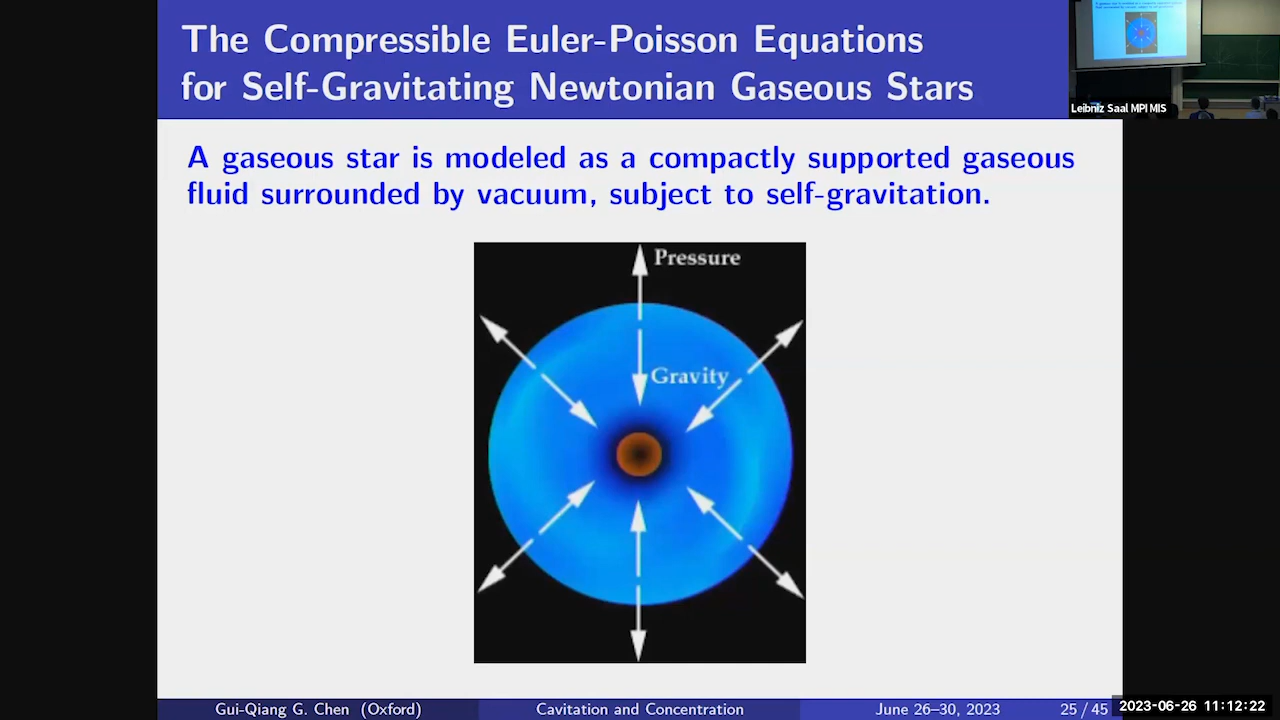 The Compressible Euler-Poisson Equations
for Self-Gravitating Newtonian Gaseous Stars
Leibniz Saal MPI MIS
A gaseous star is modeled as a compactly supported gaseous
fluid surrounded by vacuum, subject to self-gravitation.
Pressure
Gravity
Gui-Qiang G. Chen (Oxford)
Cavitation and Concentration
June 26–30, 2023
25 / 45
2023-06-26 11:12:22